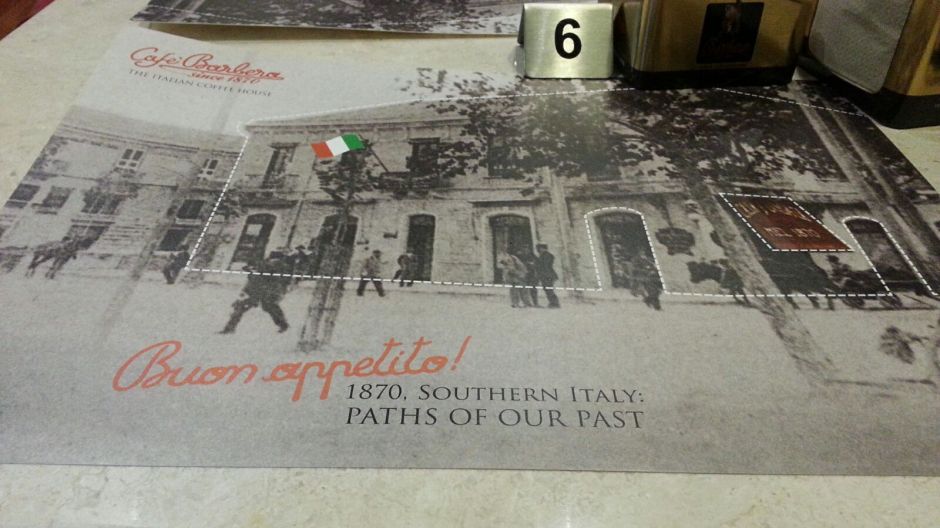 6
Café Barbera
since 1870
THE ITALIAN COFFEE HOUSE
Buon appetito!
1870, SOUTHERN ITALY:
PATHS OF OUR PAST